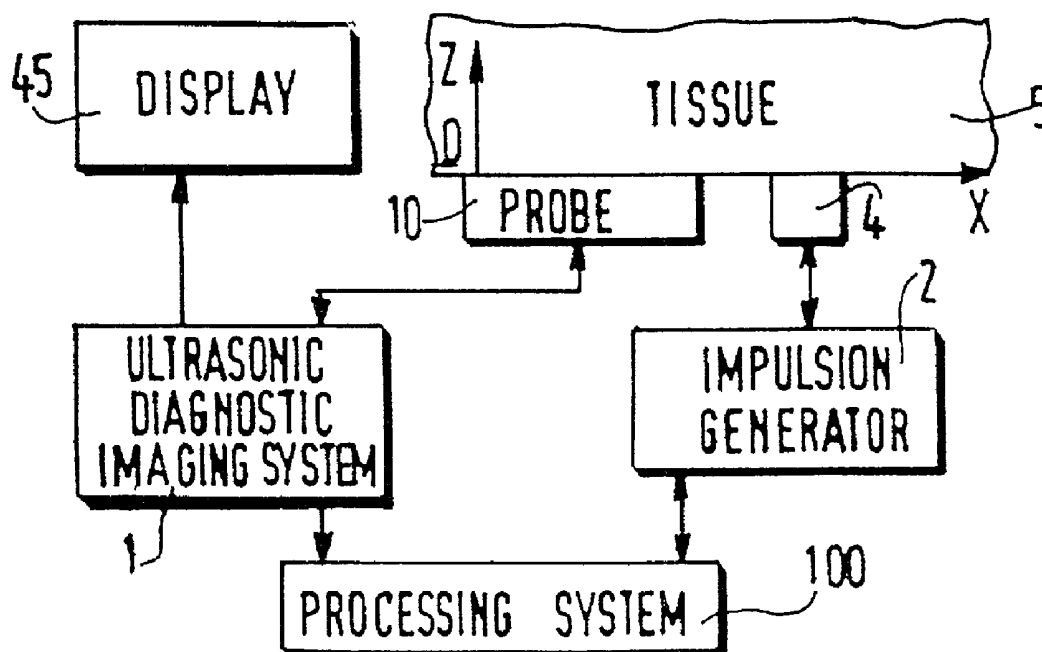 45
DISPLAY
Z
D
TISSUE
5
10
PROBE
4
X
ULTRASONIC
DIAGNOSTIC
IMAGING SYSTEM
1
2
IMPULSION
GENERATOR
PROCESSING SYSTEM
100